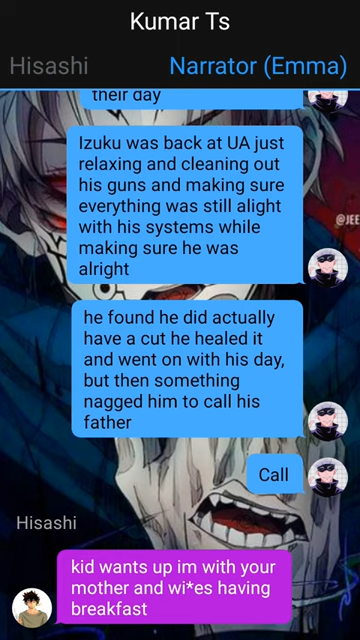 Kumar Ts
Hisashi
Narrator (Emma)
their day
Izuku was back at UA just
relaxing and cleaning out
his guns and making sure
everything was still alight
with his systems while
making sure he was
alright
@JEE
he found he did actually
have a cut he healed it
and went on with his day,
but then something
nagged him to call his
father
Call
Hisashi
kid wants up im with your
mother and wi*es having
breakfast